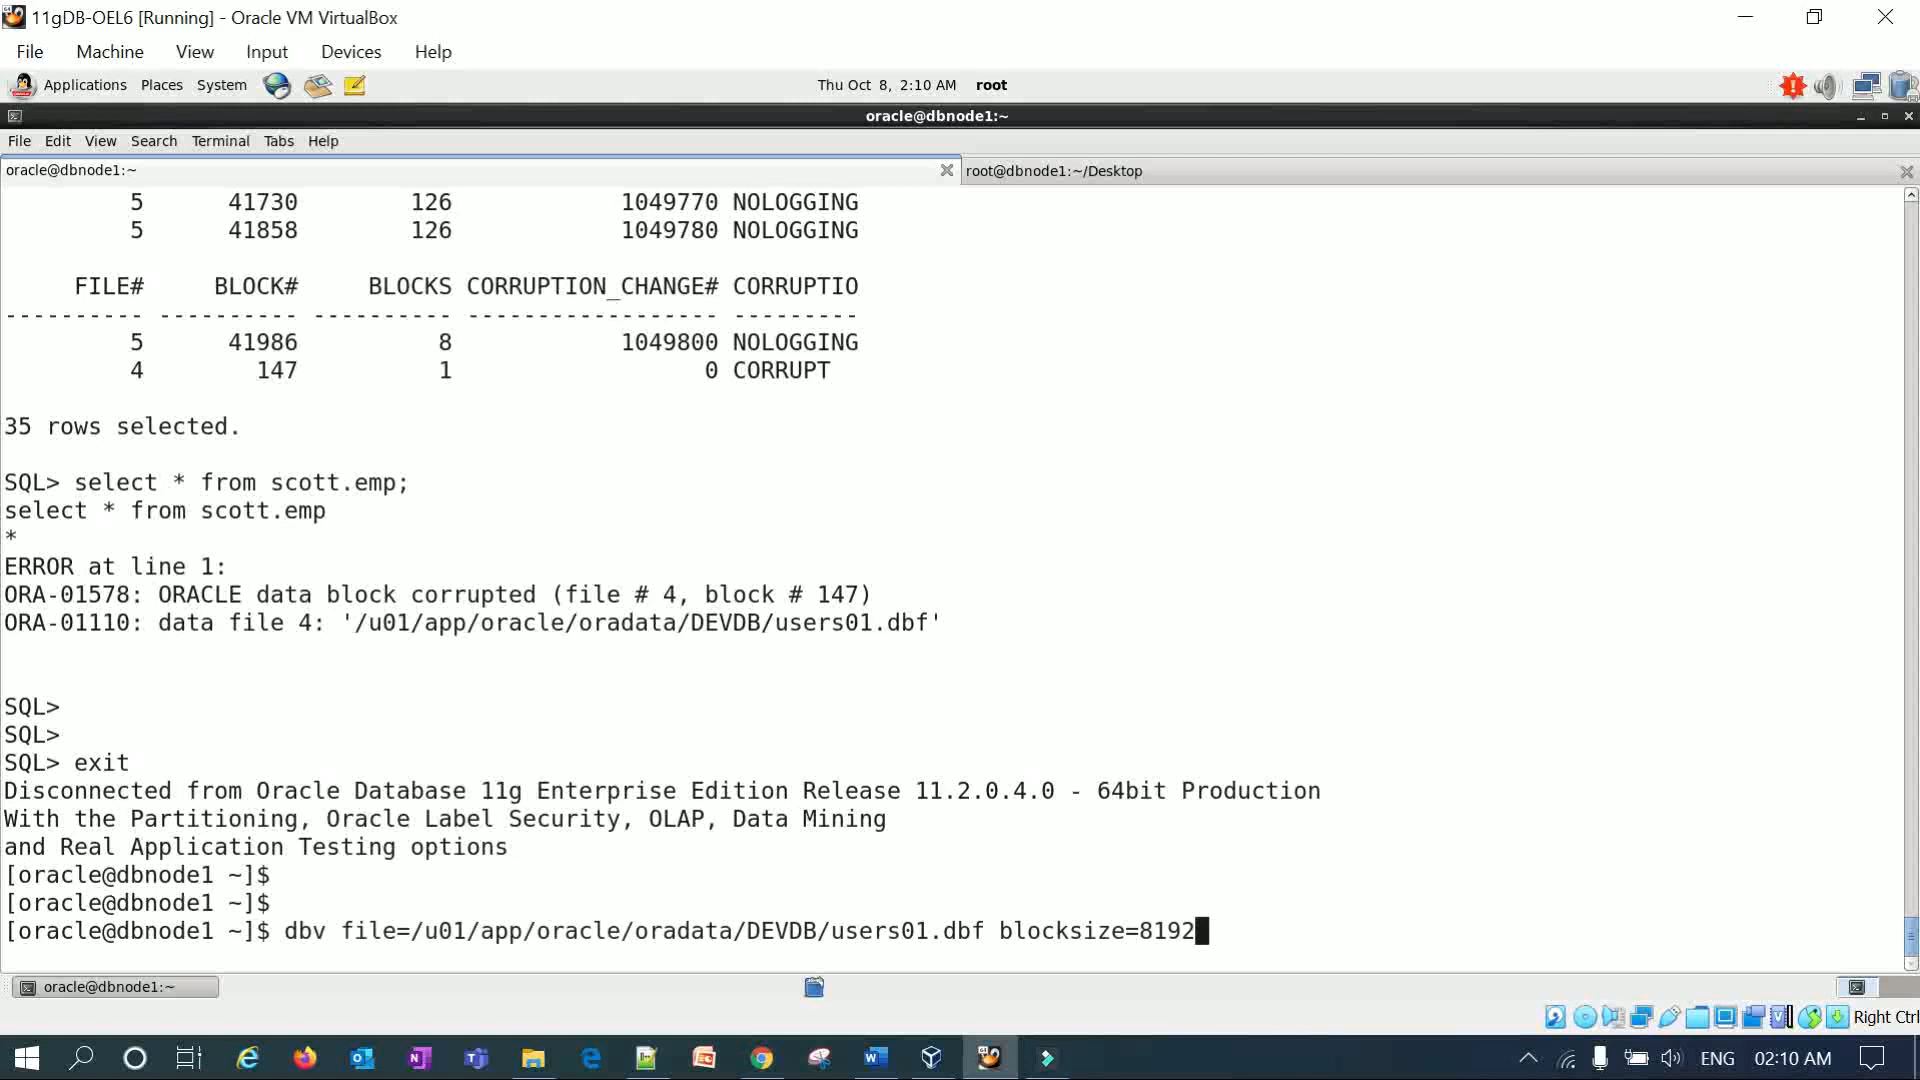 11gDB-OEL6 [Running] - Oracle VM VirtualBox
File Machine View Input Devices Help
Applications Places System Thu Oct 8, 2:10 AM root
oracle@dbnode1:~
File Edit View Search Terminal Tabs Help
oracle@dbnode1:~ root@dbnode1:~/Desktop
5 41730 126 1049770 NOLOGGING
5 41858 126 1049780 NOLOGGING
FILE# BLOCK# BLOCKS CORRUPTION_CHANGE# CORRUPTIO
---------- ---------- ---------- ------------------ ---------
5 41986 8 1049800 NOLOGGING
4 147 1 0 CORRUPT
35 rows selected.
SQL> select * from scott.emp;
select * from scott.emp
*
ERROR at line 1:
ORA-01578: ORACLE data block corrupted (file # 4, block # 147)
ORA-01110: data file 4: '/u01/app/oracle/oradata/DEVDB/users01.dbf'
SQL>
SQL>
SQL> exit
Disconnected from Oracle Database 11g Enterprise Edition Release 11.2.0.4.0 - 64bit Production
With the Partitioning, Oracle Label Security, OLAP, Data Mining
and Real Application Testing options
[oracle@dbnode1 ~]$
[oracle@dbnode1 ~]$
[oracle@dbnode1 ~]$ dbv file=/u01/app/oracle/oradata/DEVDB/users01.dbf blocksize=8192
oracle@dbnode1:~
Right Ctrl
ENG 02:10 AM